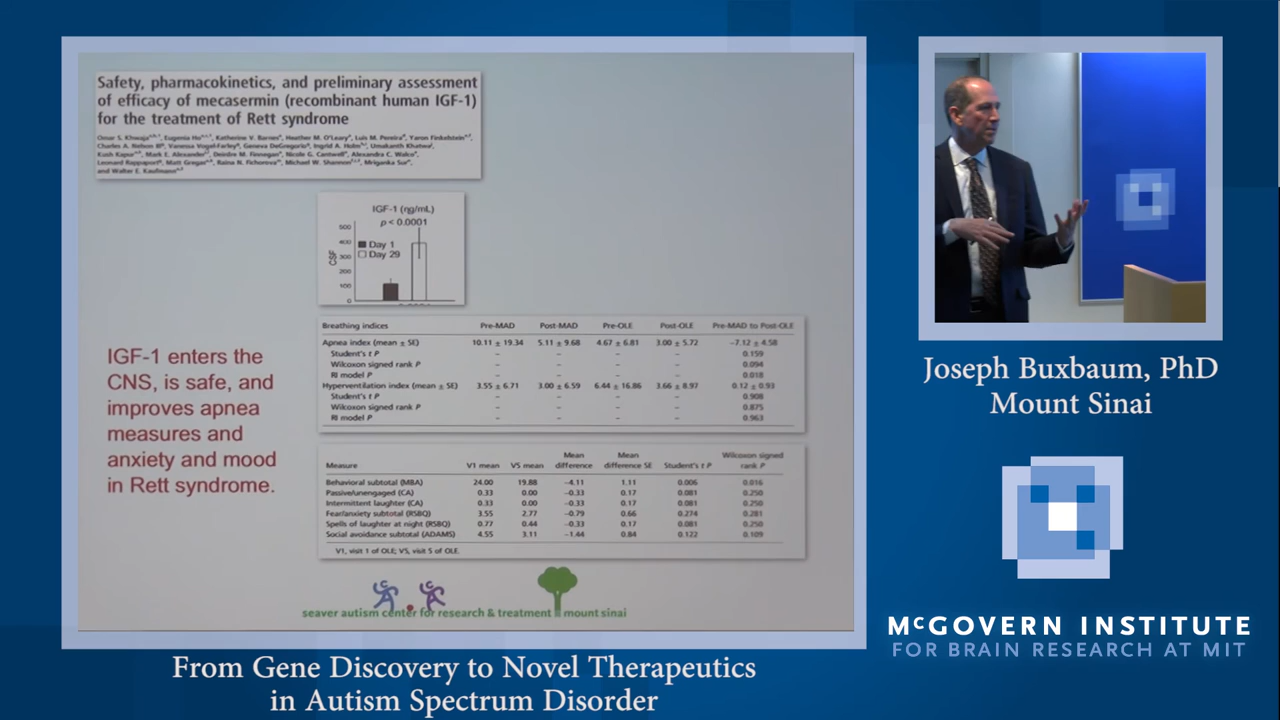 Safety, pharmacokinetics, and preliminary assessment
of efficacy of mecasermin (recombinant human IGF-1)
for the treatment of Rett syndrome
Omar S. Khwaja, Eugenia Ho, Katherine V. Barnes, Heather M. O'Leary, Luis M. Pereira, Yaron Finkelstein,
Charles A. Nelson III, Vanessa Vogel-Farley, Geneva DeGregorio, Ingrid A. Holm, Umakanth Khatwa,
Kush Kapur, Mark E. Alexander, Deirdre M. Finnegan, Nicole G. Cantwell, Alexandra C. Walco,
Leonard Rappaport, Matt Gregas, Raina N. Fichorova, Michael W. Shannon, Mriganka Sur,
and Walter E. Kaufmann
IGF-1 (ηg/mL)
p < 0.0001
500
400
300
200
100
0
CSF
Day 1
Day 29
IGF-1 enters the
CNS, is safe, and
improves apnea
measures and
anxiety and mood
in Rett syndrome.
Breathing indices Pre-MAD Post-MAD Pre-OLE Post-OLE Pre-MAD to Post-OLE
Apnea index (mean ± SE) 10.11 ± 19.34 5.11 ± 9.68 4.67 ± 6.81 3.00 ± 5.72 −7.12 ± 4.58
Student's t P – – – – 0.159
Wilcoxon signed rank P – – – – 0.094
RI model P – – – – 0.018
Hyperventilation index (mean ± SE) 3.55 ± 6.71 3.00 ± 6.59 6.44 ± 16.86 3.66 ± 8.97 0.12 ± 0.93
Student's t P – – – – 0.908
Wilcoxon signed rank P – – – – 0.875
RI model P – – – – 0.963
Measure V1 mean V5 mean Mean difference Mean difference SE Student's t P Wilcoxon signed rank P
Behavioral subtotal (MBA) 24.00 19.88 −4.11 1.11 0.006 0.016
Passive/unengaged (CA) 0.33 0.00 −0.33 0.17 0.081 0.250
Intermittent laughter (CA) 0.33 0.00 −0.33 0.17 0.081 0.250
Fear/anxiety subtotal (RSBQ) 3.55 2.77 −0.79 0.66 0.274 0.281
Spells of laughter at night (RSBQ) 0.77 0.44 −0.33 0.17 0.081 0.250
Social avoidance subtotal (ADAMS) 4.55 3.11 −1.44 0.84 0.122 0.109
V1, visit 1 of OLE; V5, visit 5 of OLE.
seaver autism center for research & treatment mount sinai
From Gene Discovery to Novel Therapeutics
in Autism Spectrum Disorder
Joseph Buxbaum, PhD
Mount Sinai
McGOVERN INSTITUTE
FOR BRAIN RESEARCH AT MIT